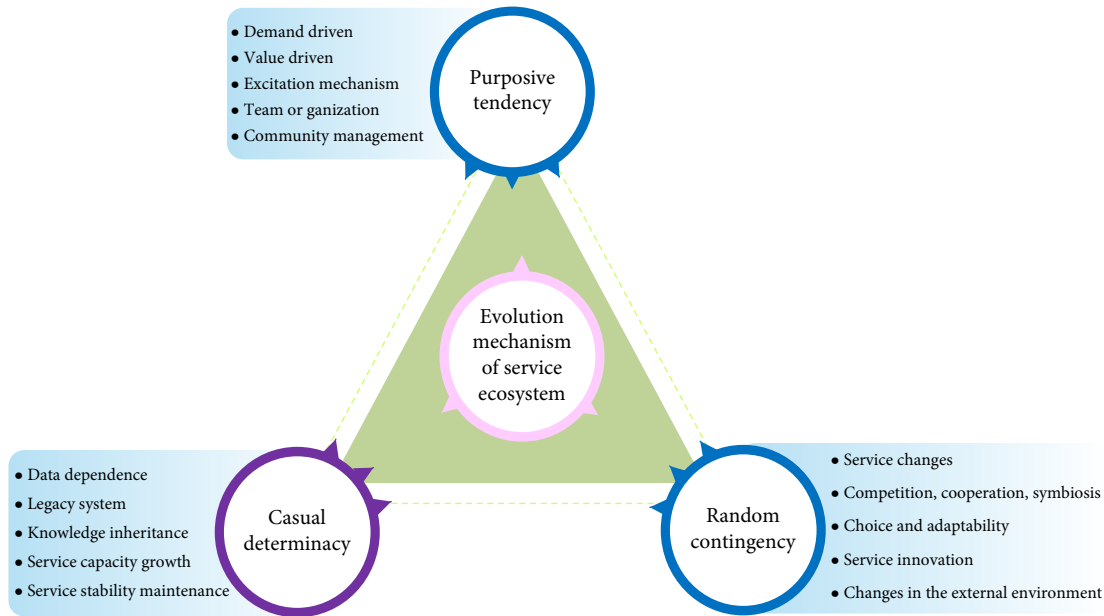 ● Demand driven
● Value driven
● Excitation mechanism
● Team or ganization
● Community management
Purposive
tendency
Evolution
mechanism
of service
ecosystem
● Data dependence
● Legacy system
● Knowledge inheritance
● Service capacity growth
● Service stability maintenance
Casual
determinacy
Random
contingency
● Service changes
● Competition, cooperation, symbiosis
● Choice and adaptability
● Service innovation
● Changes in the external environment